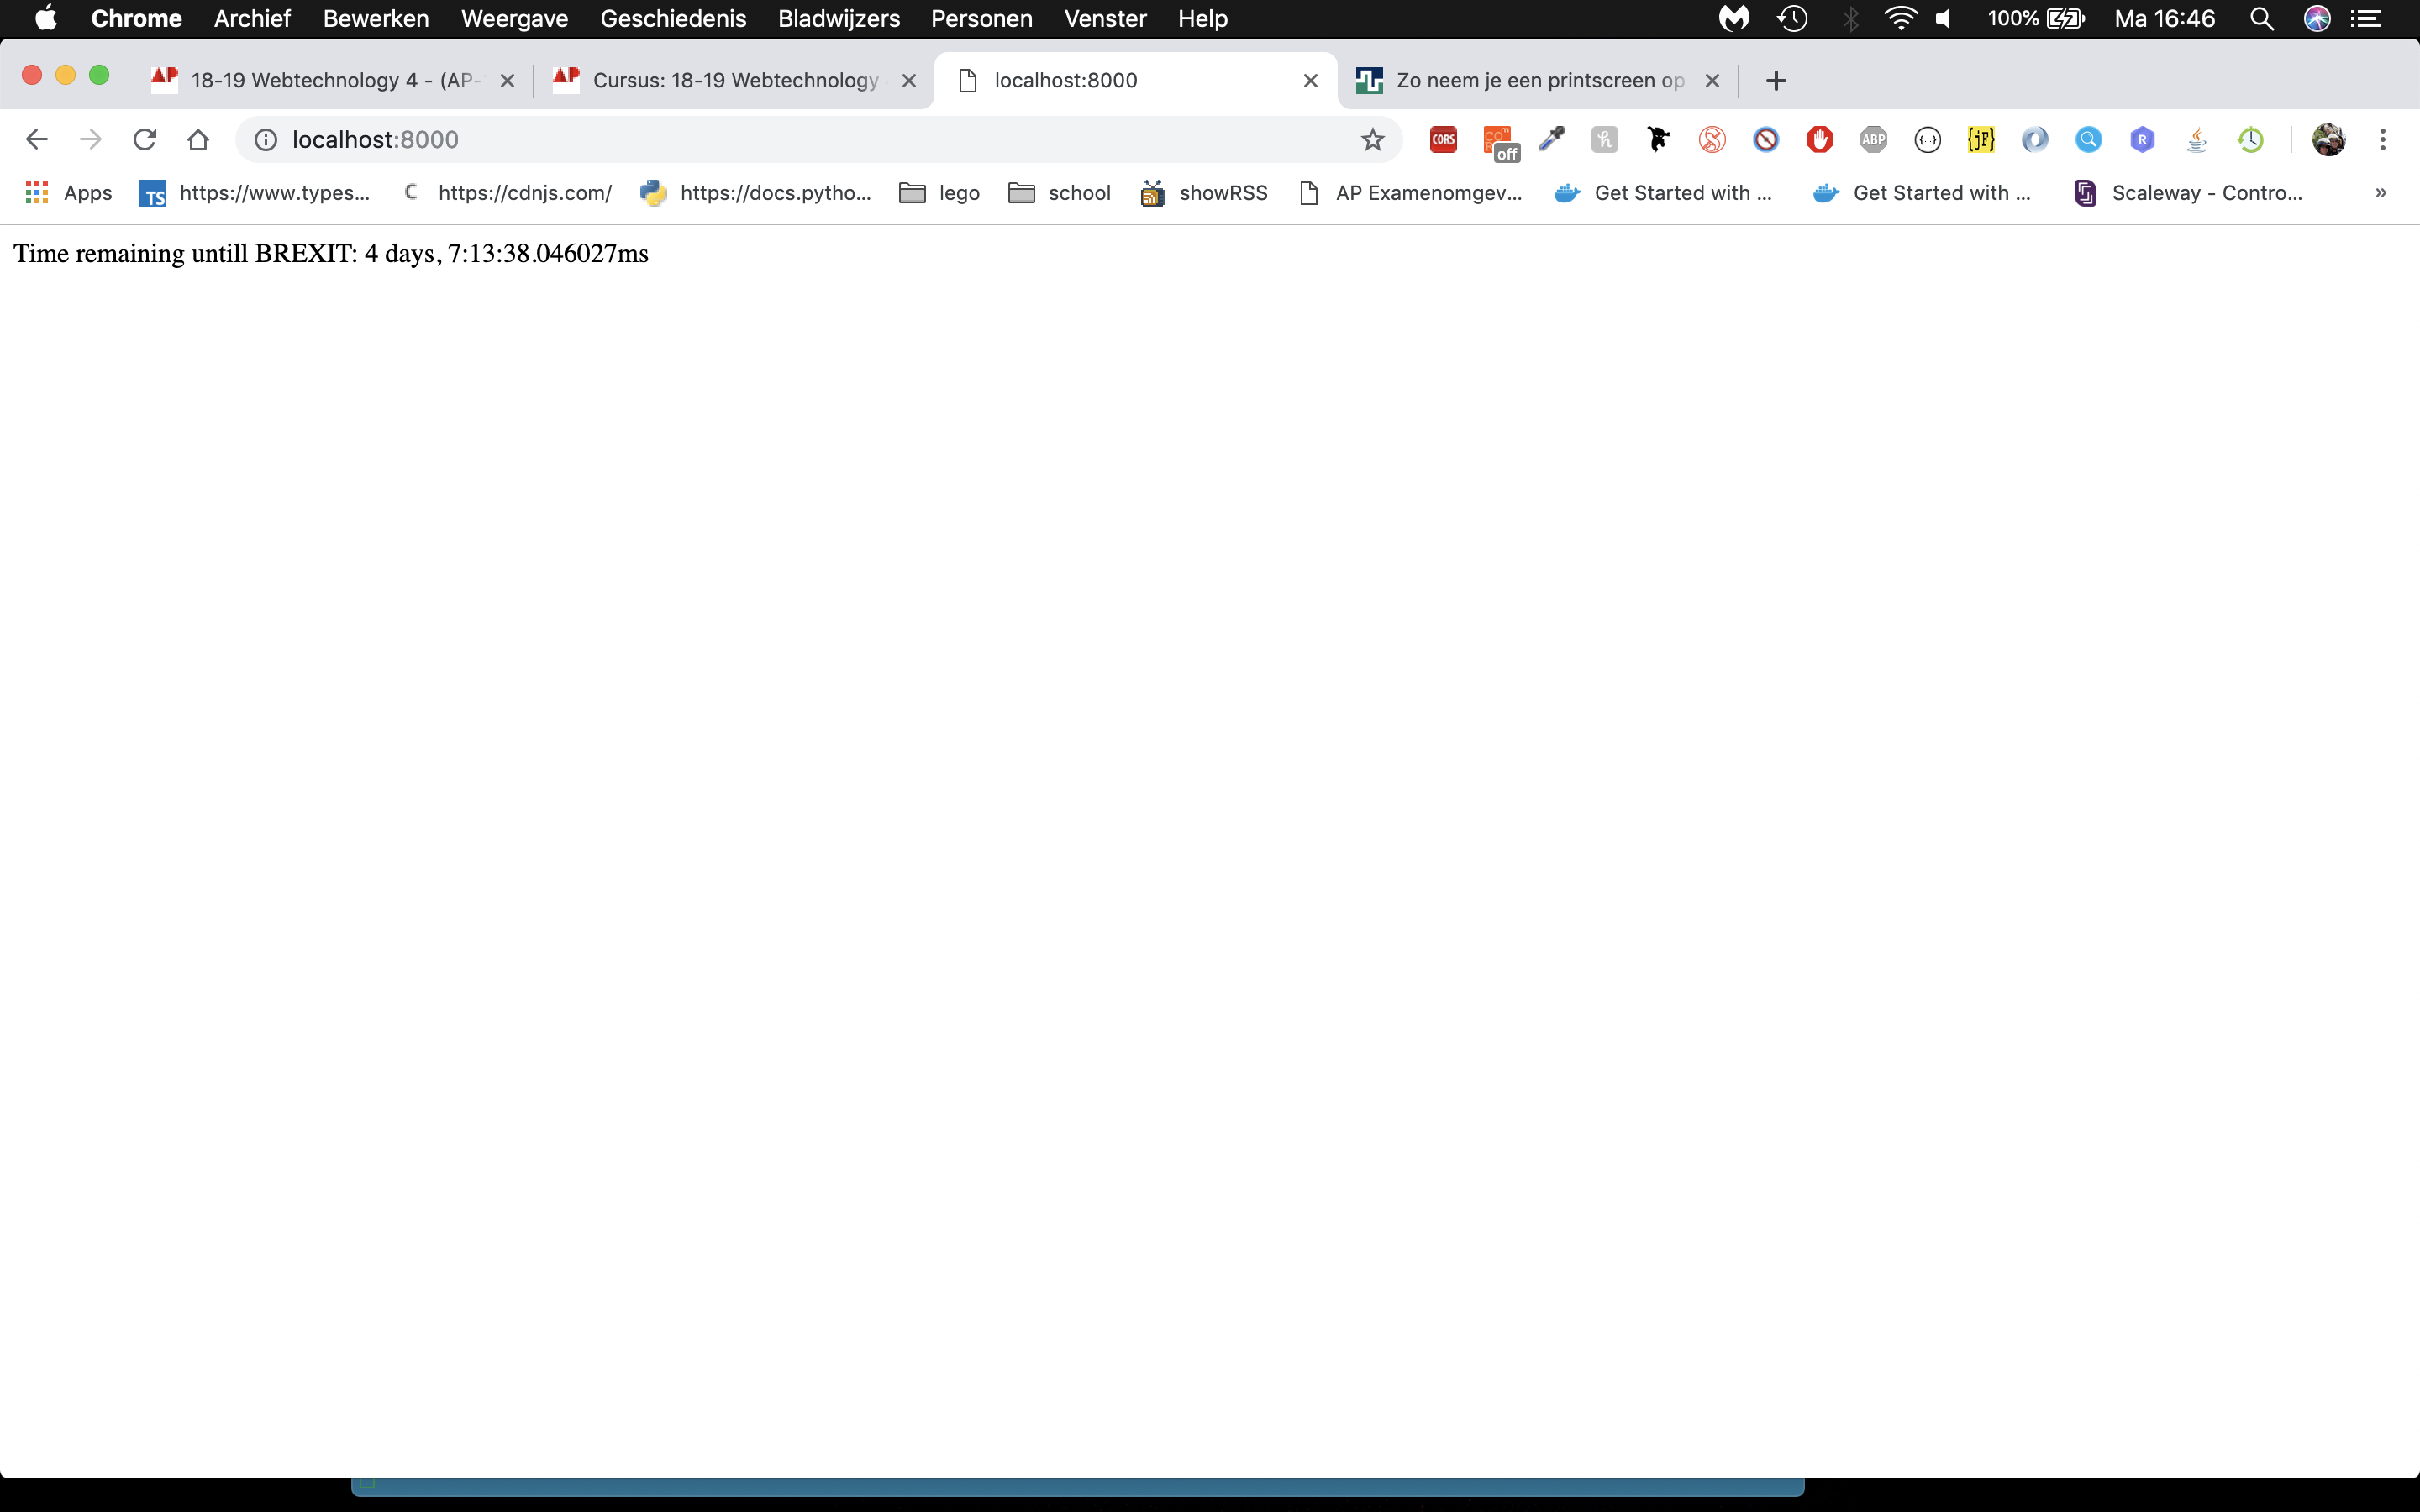 Chrome Archief Bewerken Weergave Geschiedenis Bladwijzers Personen Venster Help 100% Ma 16:46
18-19 Webtechnology 4 - (AP- Cursus: 18-19 Webtechnology localhost:8000 Zo neem je een printscreen op
localhost:8000 CORS off ABP {jF} R
Apps TS https://www.types... C https://cdnjs.com/ https://docs.pytho... lego school showRSS AP Examenomgev... Get Started with ... Get Started with ... Scaleway - Contro... »
Time remaining untill BREXIT: 4 days, 7:13:38.046027ms